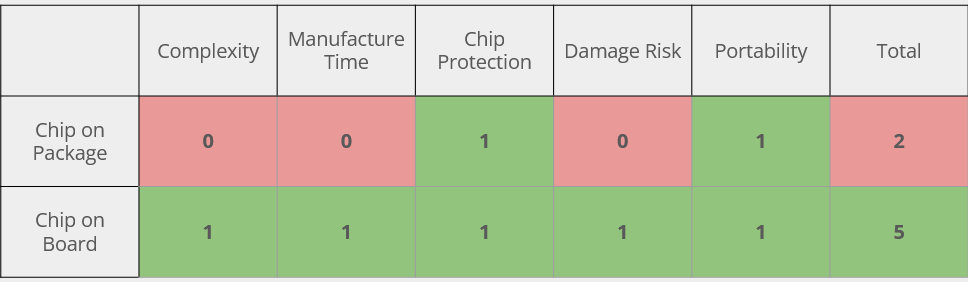 Complexity
Manufacture
Time
Chip
Protection
Damage Risk
Portability
Total
Chip on
Package
0
0
1
0
1
2
Chip on
Board
1
1
1
1
1
5